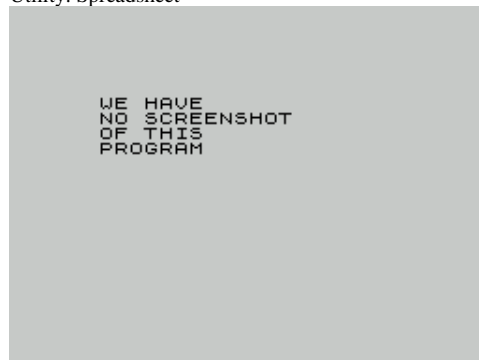 Utility: Spreadsheet
WE HAVE
NO SCREENSHOT
OF THIS
PROGRAM